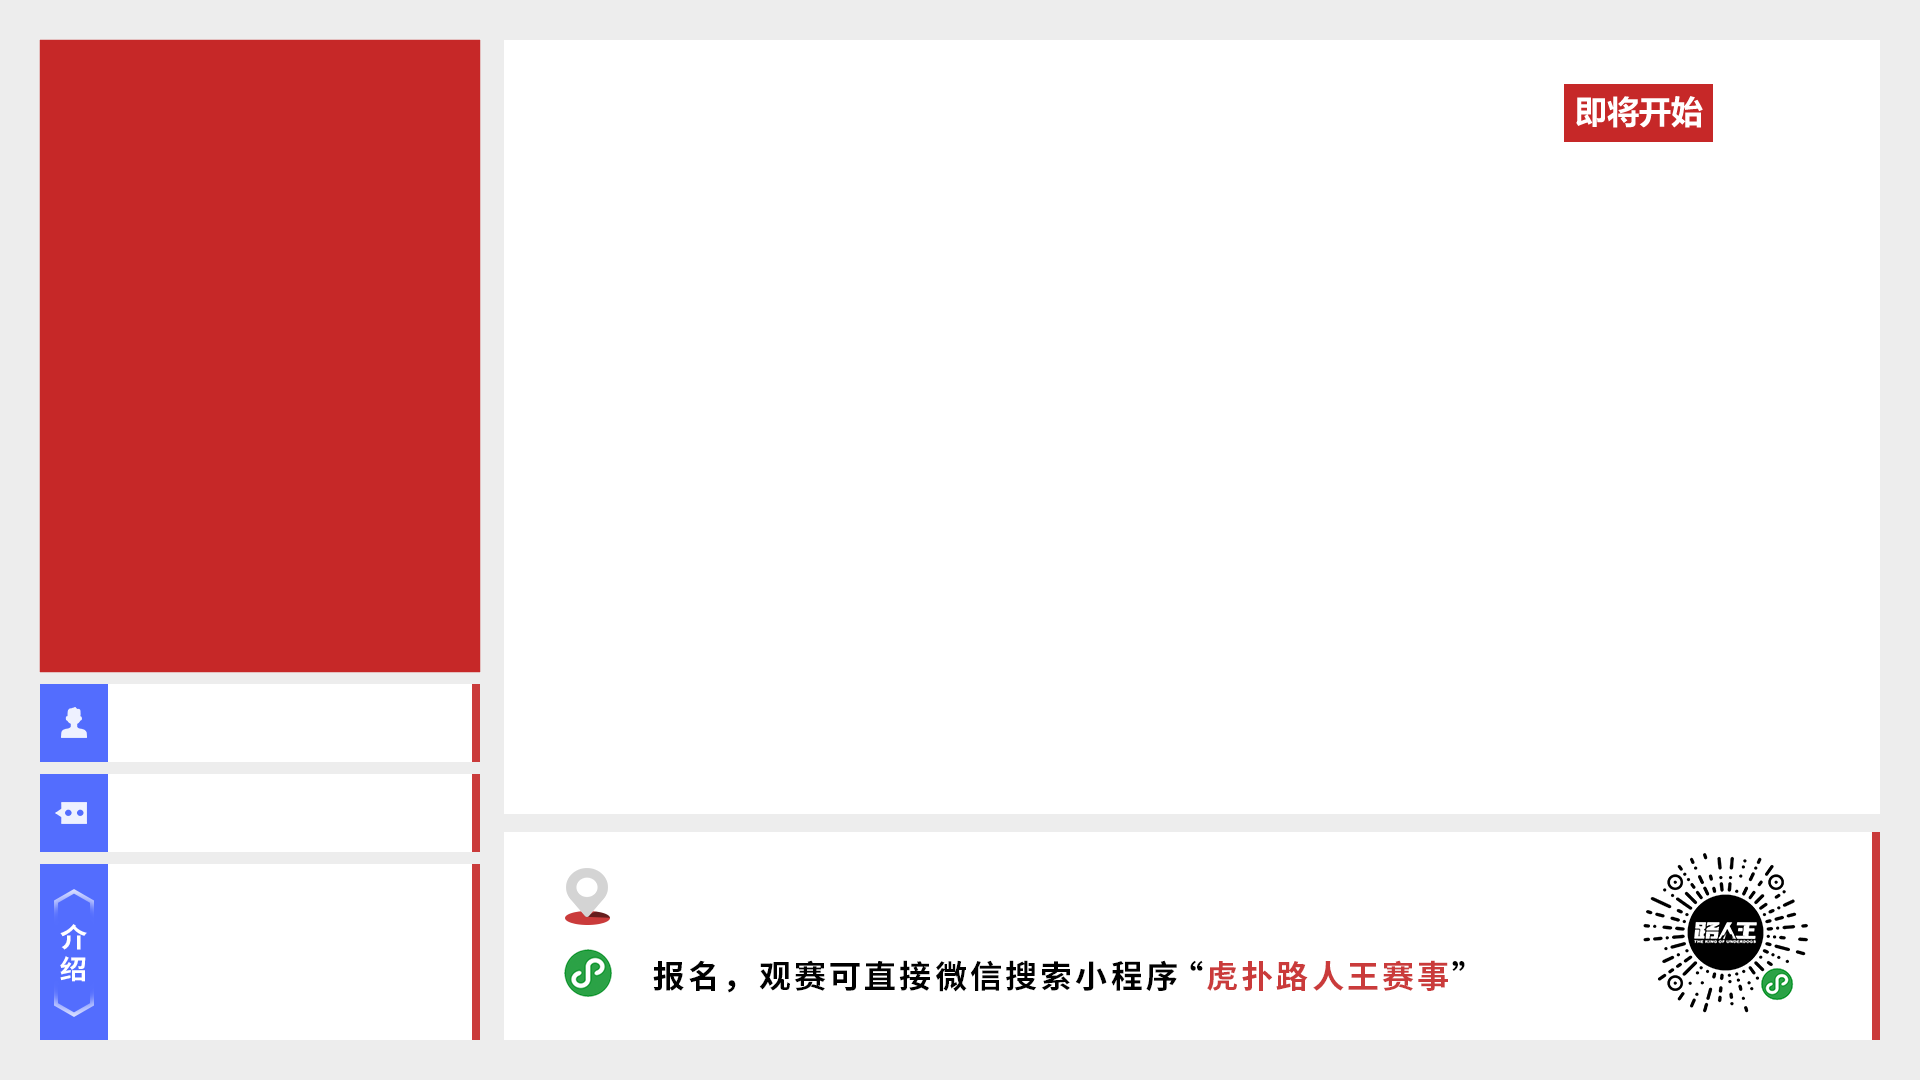 即将开始
介
绍
报名，观赛可直接微信搜索小程序“虎扑路人王赛事”
路人王
THE KING OF UNDERDOGS